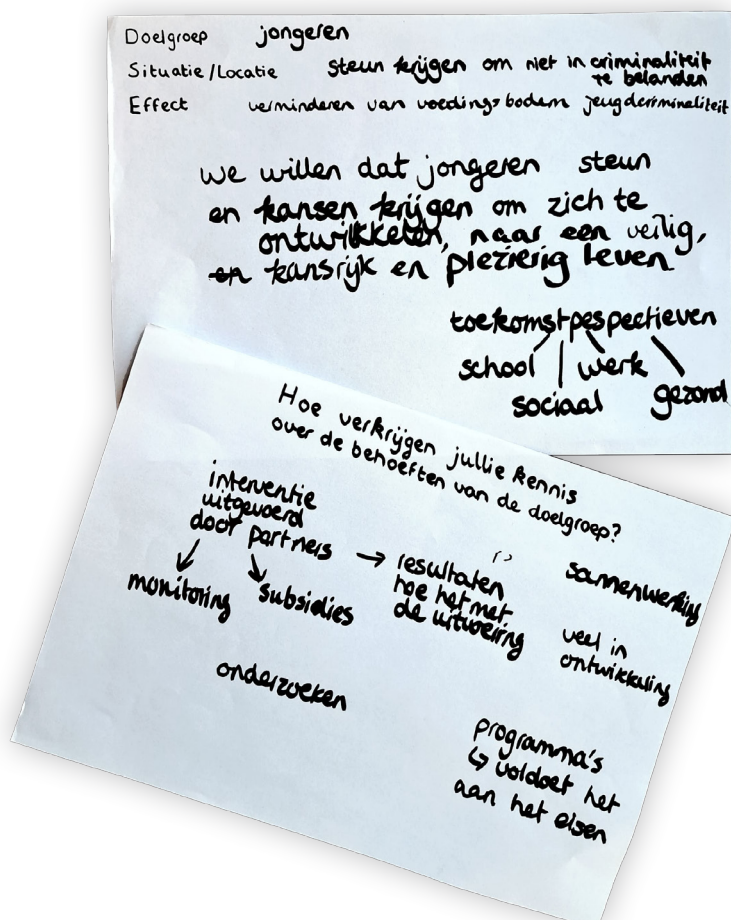 Doelgroep jongeren
Situatie/Locatie steun krijgen om niet in criminaliteit
te belanden
Effect verminderen van voedingsbodem jeugdcriminaliteit
we willen dat jongeren steun
en kansen krijgen om zich te
ontwikkelen, naar een veilig,
en kansrijk en plezierig leven
toekomstpespectieven
school werk
sociaal gezond
Hoe verkrijgen jullie kennis
over de behoeften van de doelgroep?
interventie
uitgevoerd
door partners
monitoring subsidies
→ resultaten
hoe het met
de uitvoering
samenwerking
veel in
ontwikkeling
onderzoeken
programma's
↳ voldoet het
aan het eisen